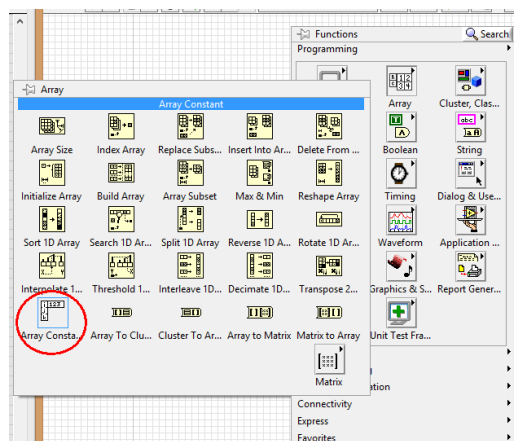 Functions
Search
Programming
Array
Cluster, Clas...
Boolean
String
Timing
Dialog & Use...
Waveform
Application ...
Graphics & S...
Report Gener...
Unit Test Fra...
Connectivity
Express
Favorites
Array
Array Constant
Array Size
Index Array
Replace Subs...
Insert Into Ar...
Delete From ...
Initialize Array
Build Array
Array Subset
Max & Min
Reshape Array
Sort 1D Array
Search 1D Ar...
Split 1D Array
Reverse 1D A...
Rotate 1D Ar...
Interpolate 1...
Threshold 1...
Interleave 1D...
Decimate 1D...
Transpose 2...
Array Consta...
Array To Clu...
Cluster To Ar...
Array to Matrix
Matrix to Array
Matrix